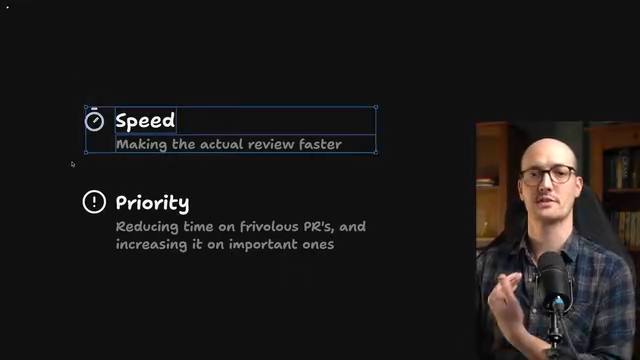 Speed
Making the actual review faster
Priority
Reducing time on frivolous PR's, and
increasing it on important ones